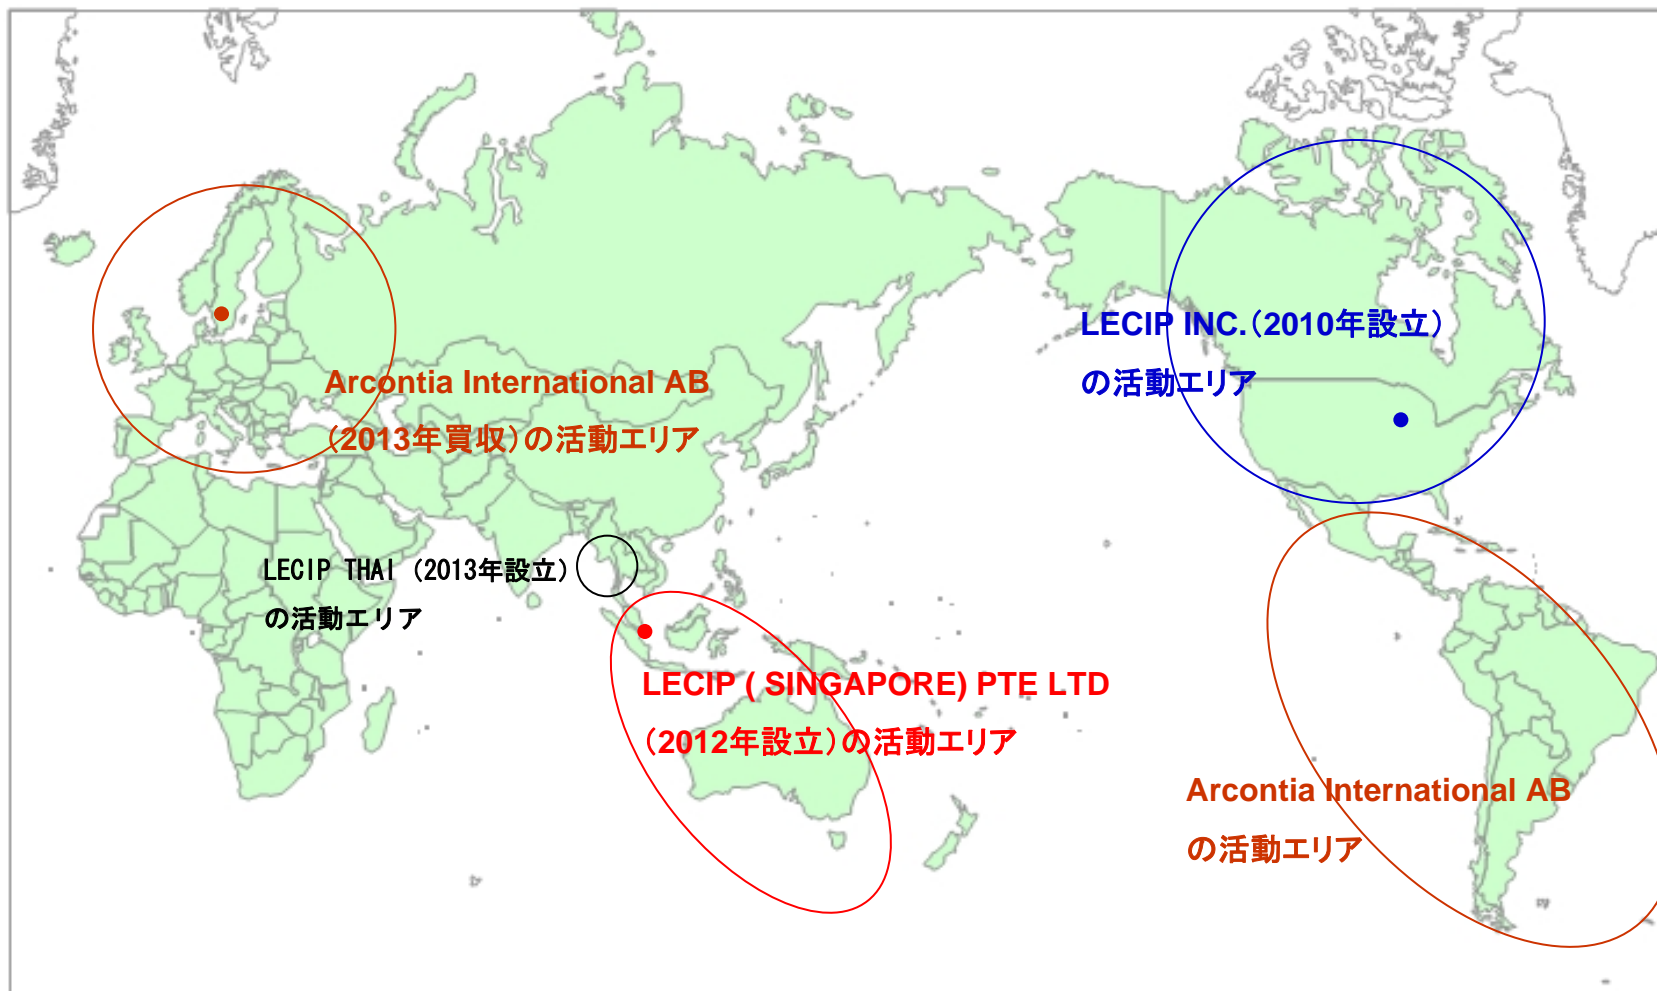 LECIP INC.（2010年設立）
の活動エリア
Arcontia International AB
（2013年買収）の活動エリア
LECIP THAI （2013年設立）
の活動エリア
LECIP ( SINGAPORE) PTE LTD
（2012年設立）の活動エリア
Arcontia International AB
の活動エリア